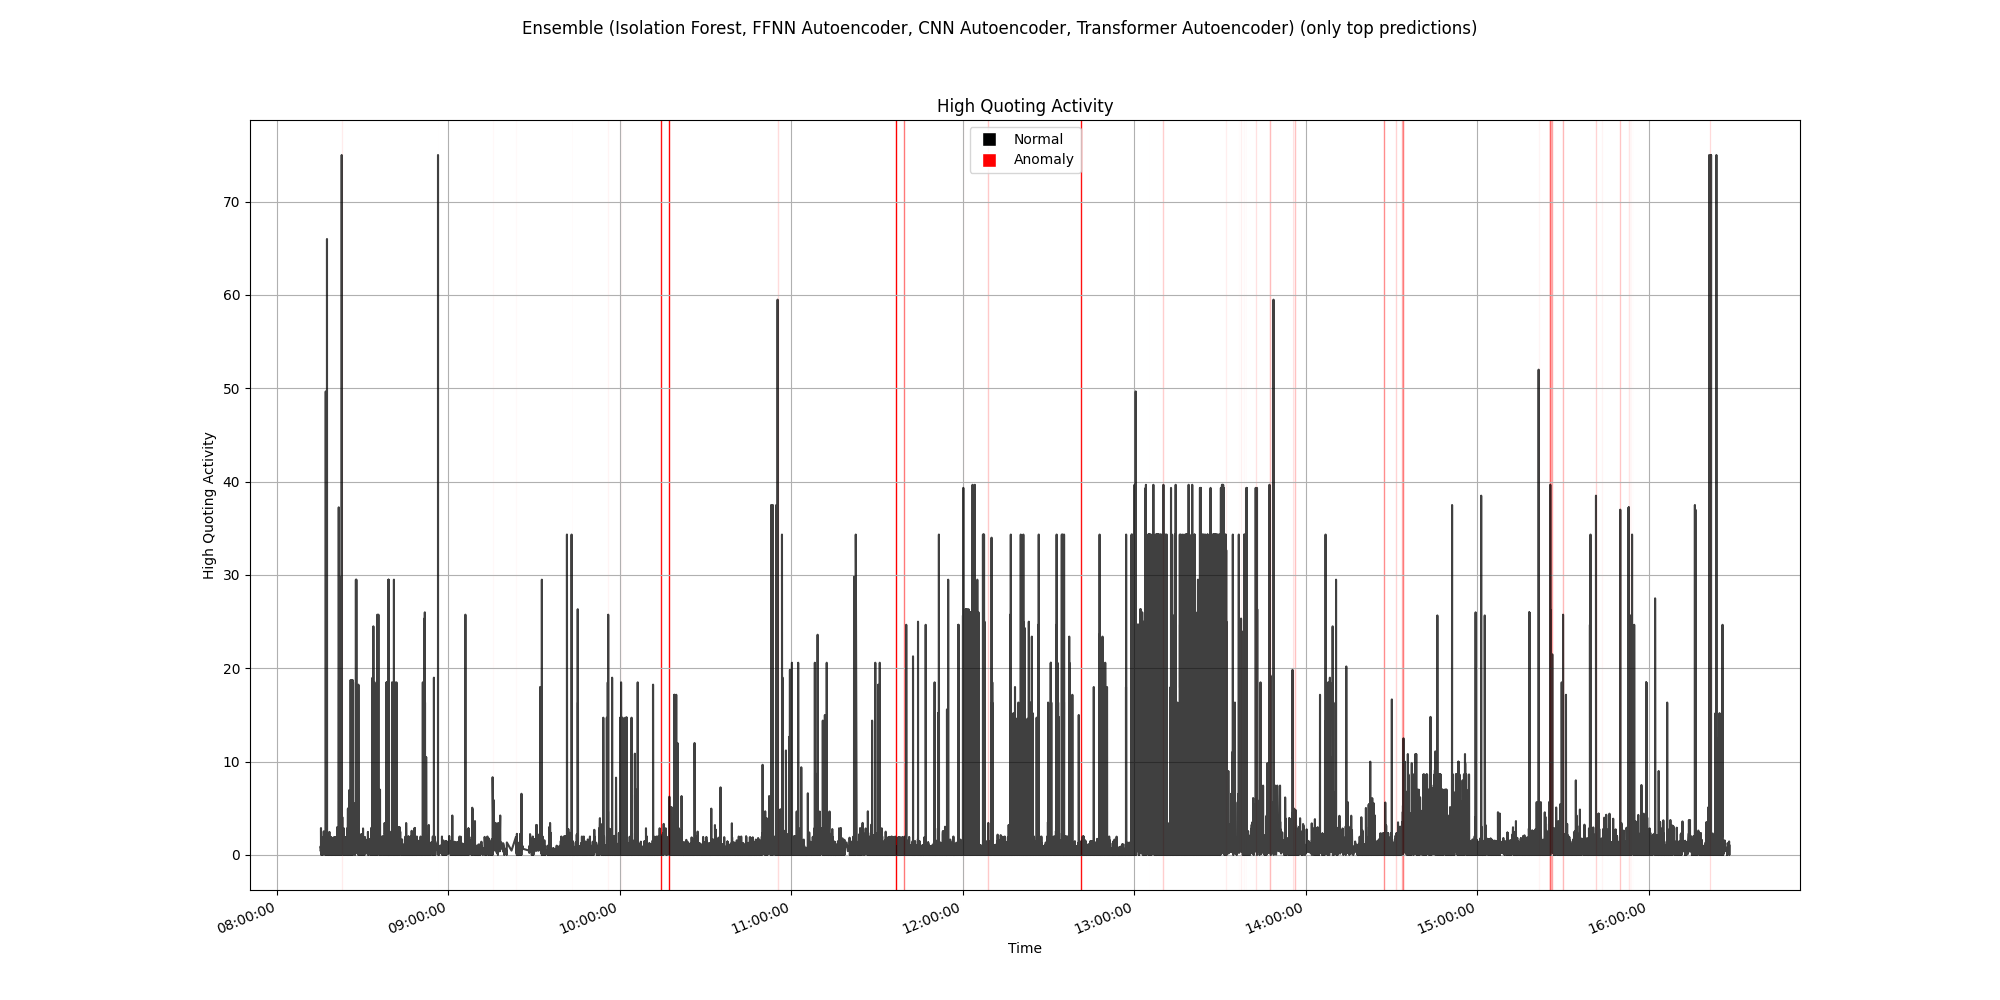 Ensemble (Isolation Forest, FFNN Autoencoder, CNN Autoencoder, Transformer Autoencoder) (only top predictions)
High Quoting Activity
Normal
Anomaly
High Quoting Activity
70
60
50
40
30
20
10
0
08:00:00
09:00:00
10:00:00
11:00:00
12:00:00
13:00:00
14:00:00
15:00:00
16:00:00
Time